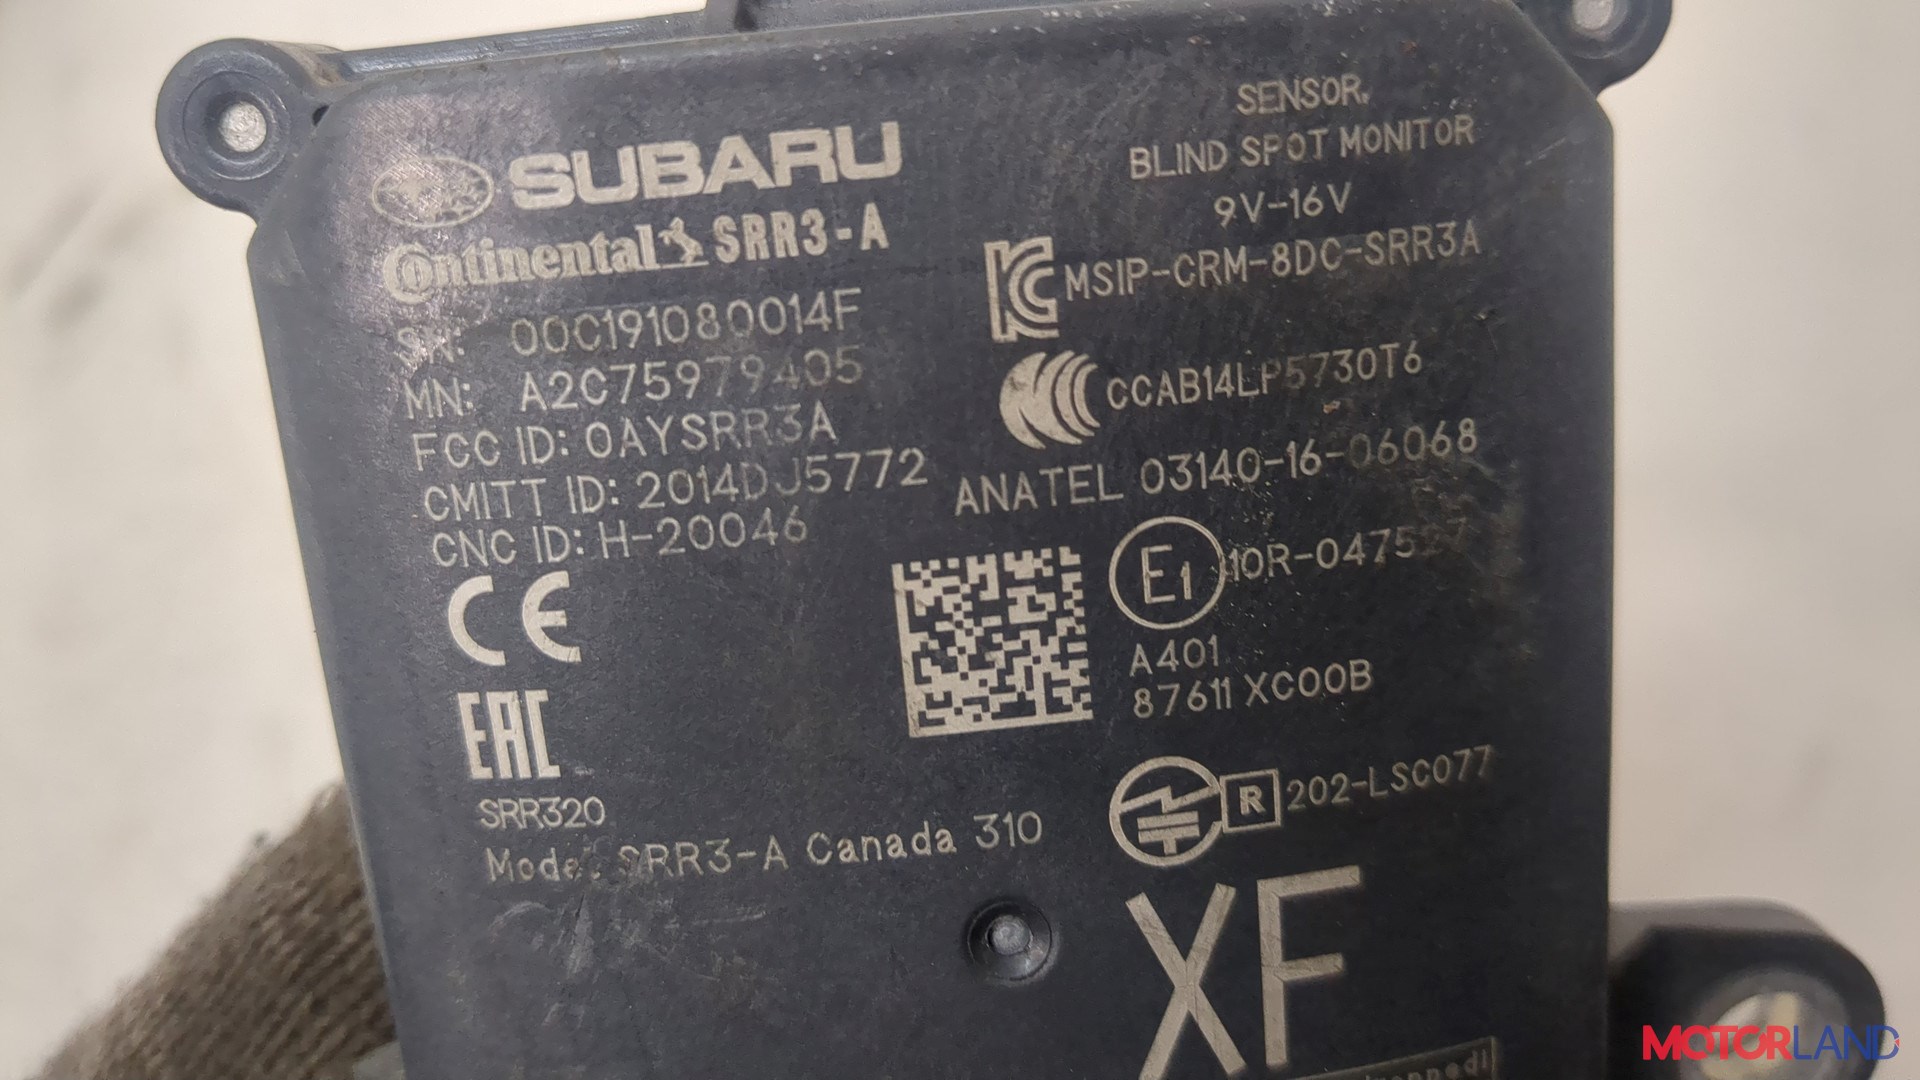 SUBARU
Continental SRR3-A
SN: 00C191080014F
MN: A2C75979405
FCC ID: OAYSRR3A
CMITT ID: 2014DJ5772
CNC ID: H-20046
CE
EAC
SRR320
Model: SRR3-A Canada 310
SENSOR,
BLIND SPOT MONITOR
9V-16V
MSIP-CRM-8DC-SRR3A
CCAB14LP5730T6
ANATEL 03140-16-06068
E1
A401
87611 XC00B
R 202-LSC077
XF
MOTORLAND